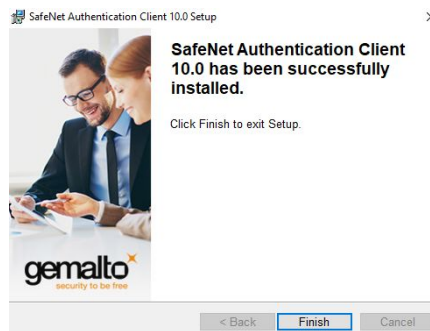 SafeNet Authentication Client 10.0 Setup
SafeNet Authentication Client
10.0 has been successfully
installed.
Click Finish to exit Setup.
gemalto
security to be free
< Back
Finish
Cancel